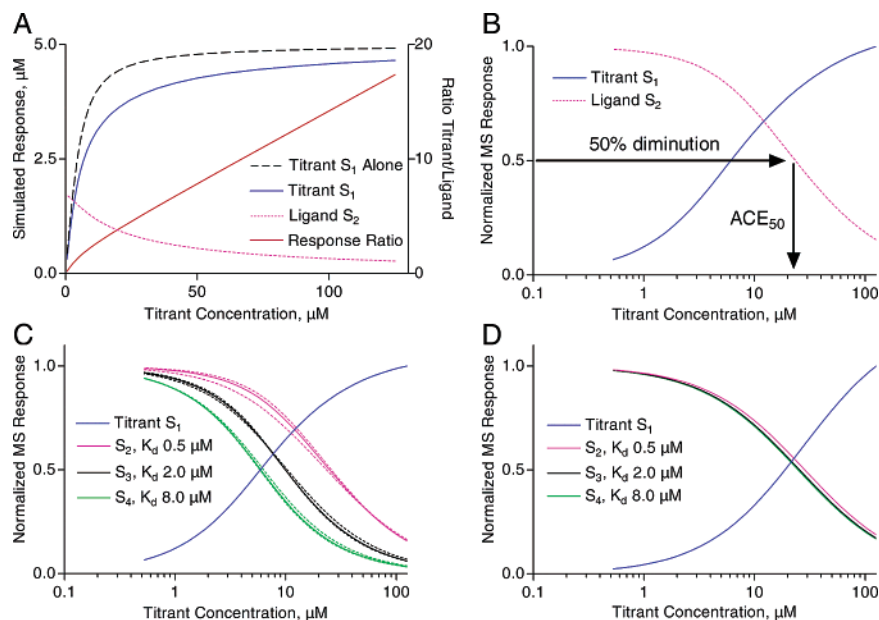 A
Simulated Response, µM
5.0
2.5
0.0
20
10
0
Ratio Titrant/Ligand
Titrant S1 Alone
Titrant S1
Ligand S2
Response Ratio
0
50
100
Titrant Concentration, µM
B
Normalized MS Response
1.0
0.5
0.0
Titrant S1
Ligand S2
50% diminution
ACE50
0.1
1
10
100
Titrant Concentration, µM
C
Normalized MS Response
1.0
0.5
0.0
Titrant S1
S2, Kd 0.5 µM
S3, Kd 2.0 µM
S4, Kd 8.0 µM
0.1
1
10
100
Titrant Concentration, µM
D
Normalized MS Response
1.0
0.5
0.0
Titrant S1
S2, Kd 0.5 µM
S3, Kd 2.0 µM
S4, Kd 8.0 µM
0.1
1
10
100
Titrant Concentration, µM